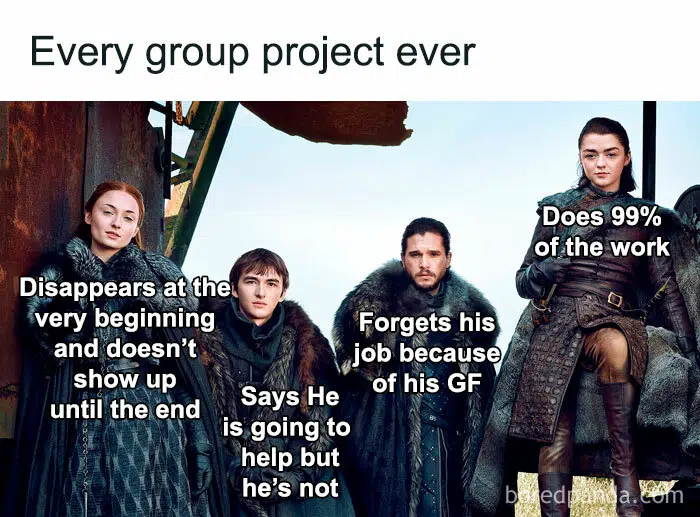 Every group project ever
Disappears at the
very beginning
and doesn't
show up
until the end
Says He
is going to
help but
he's not
Forgets his
job because
of his GF
Does 99%
of the work
boredpanda.com